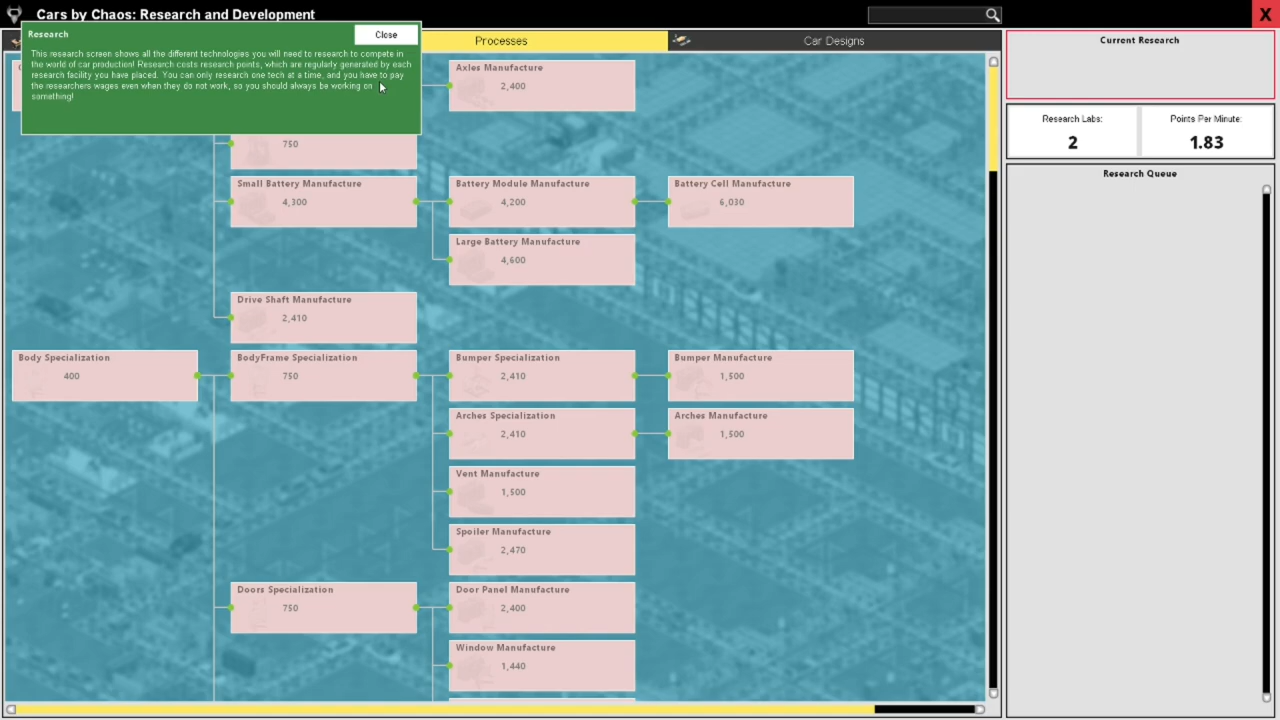 Cars by Chaos: Research and Development
X
Research
Close
This research screen shows all the different technologies you will need to research to compete in
the world of car production! Research costs research points, which are regularly generated by each
research facility you have placed. You can only research one tech at a time, and you have to pay
the researchers wages even when they do not work, so you should always be working on
something!
Processes
Car Designs
Axles Manufacture
2,400
750
Small Battery Manufacture
4,300
Battery Module Manufacture
4,200
Battery Cell Manufacture
6,030
Large Battery Manufacture
4,600
Drive Shaft Manufacture
2,410
Body Specialization
400
BodyFrame Specialization
750
Bumper Specialization
2,410
Bumper Manufacture
1,500
Arches Specialization
2,410
Arches Manufacture
1,500
Vent Manufacture
1,500
Spoiler Manufacture
2,470
Doors Specialization
750
Door Panel Manufacture
2,400
Window Manufacture
1,440
Current Research
Research Labs:
2
Points Per Minute:
1.83
Research Queue